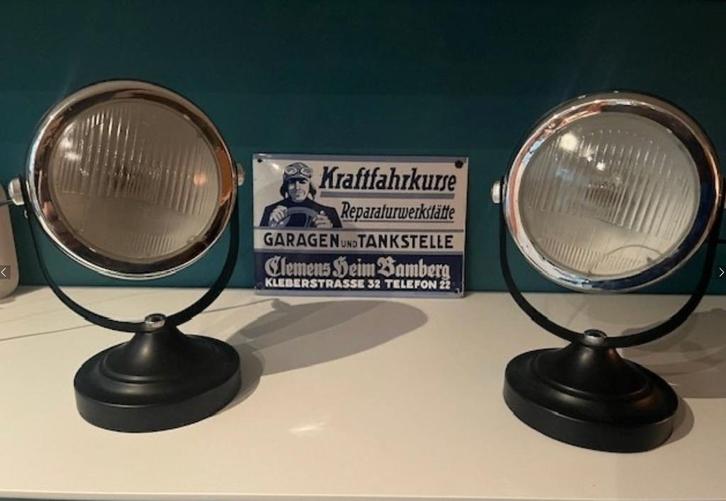 Kraftfahrkurse
Reparaturwerkstätte
GARAGEN UND TANKSTELLE
Clemens Heim Bamberg
KLEBERSTRASSE 32 TELEFON 22